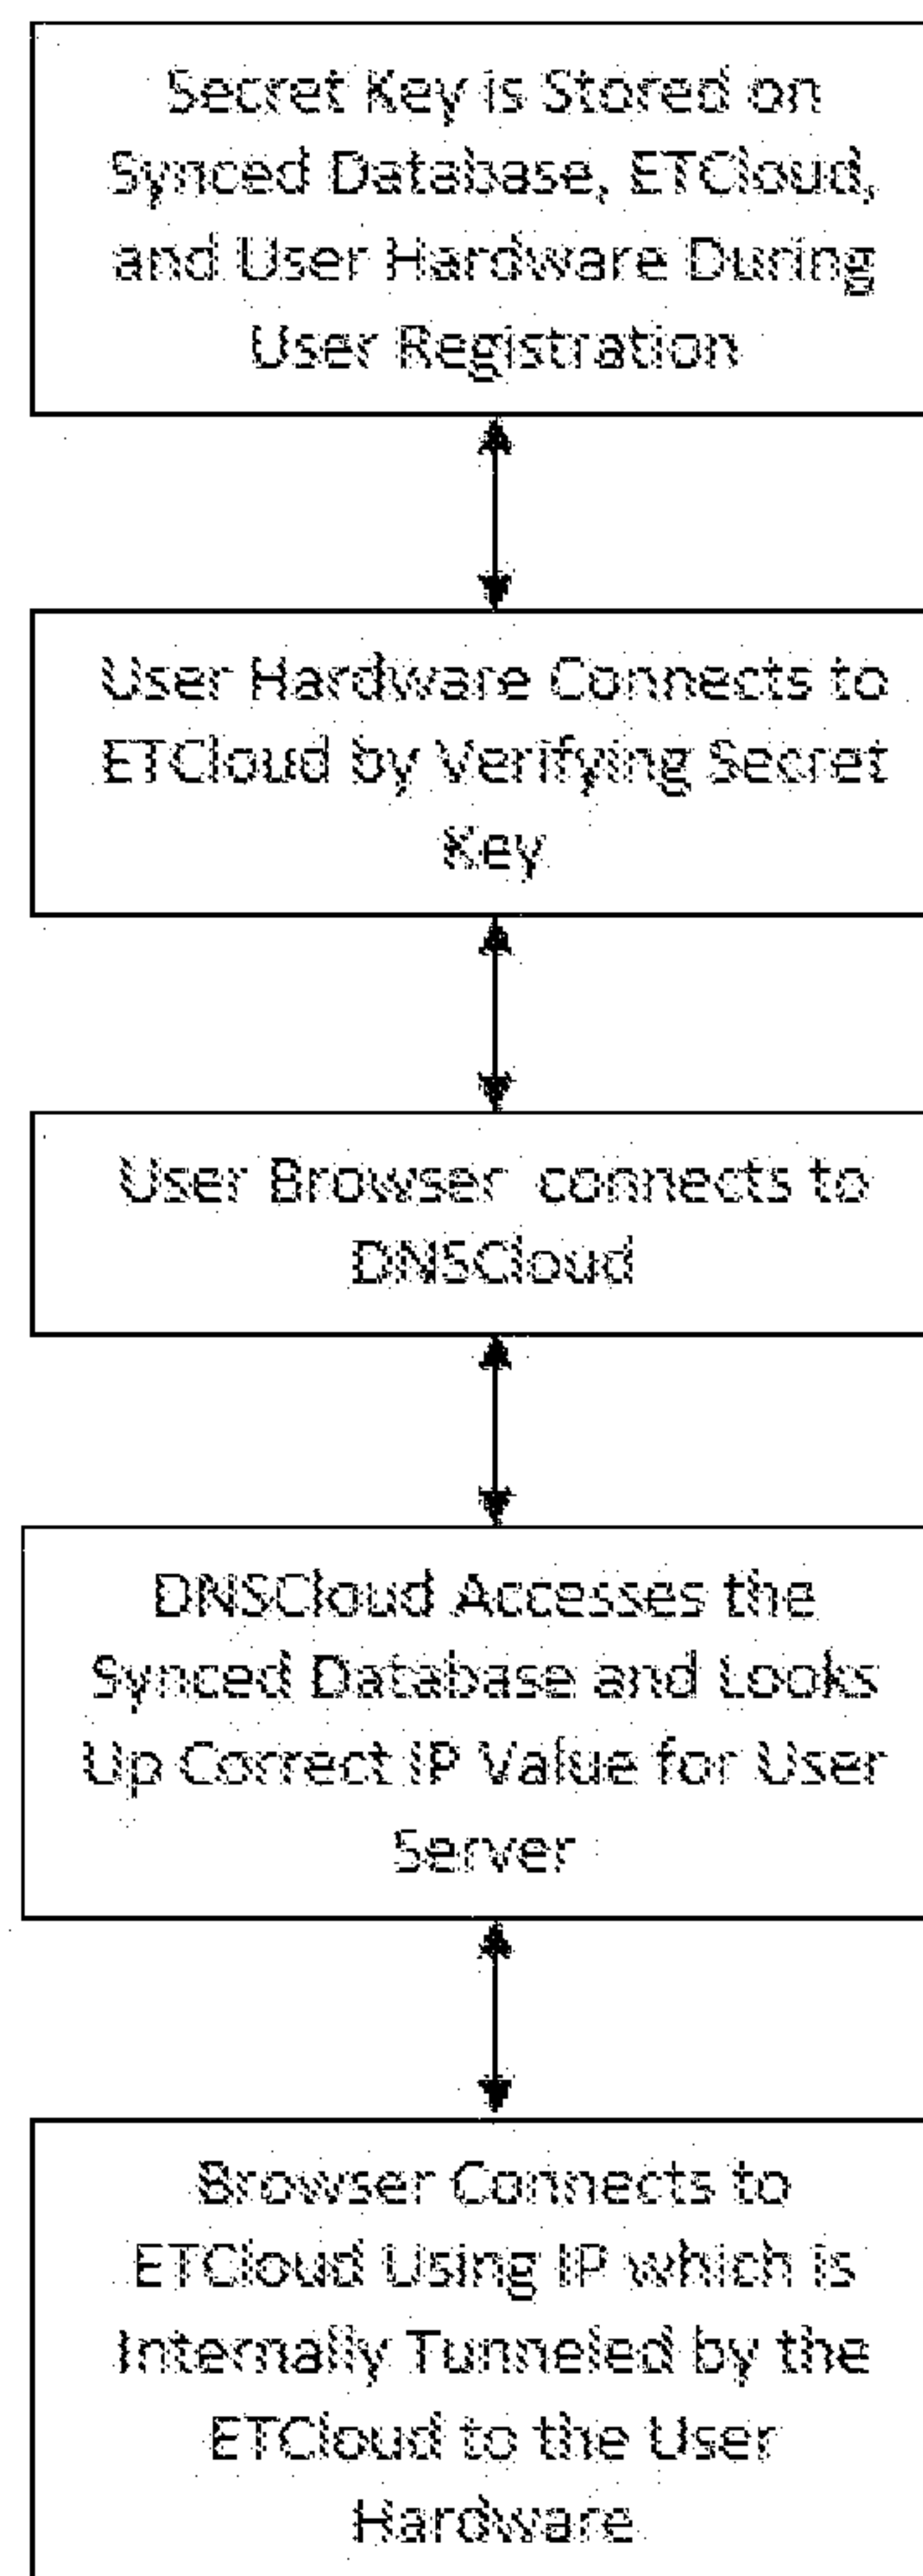 Secret Key is Stored on
Synced Database, ETCloud,
and User Hardware During
User Registration
User Hardware Connects to
ETCloud by Verifying Secret
Key
User Browser connects to
DNSCloud
DNSCloud Accesses the
Synced Database and Looks
Up Correct IP Value for User
Server
Browser Connects to
ETCloud Using IP which is
Internally Tunneled by the
ETCloud to the User
Hardware